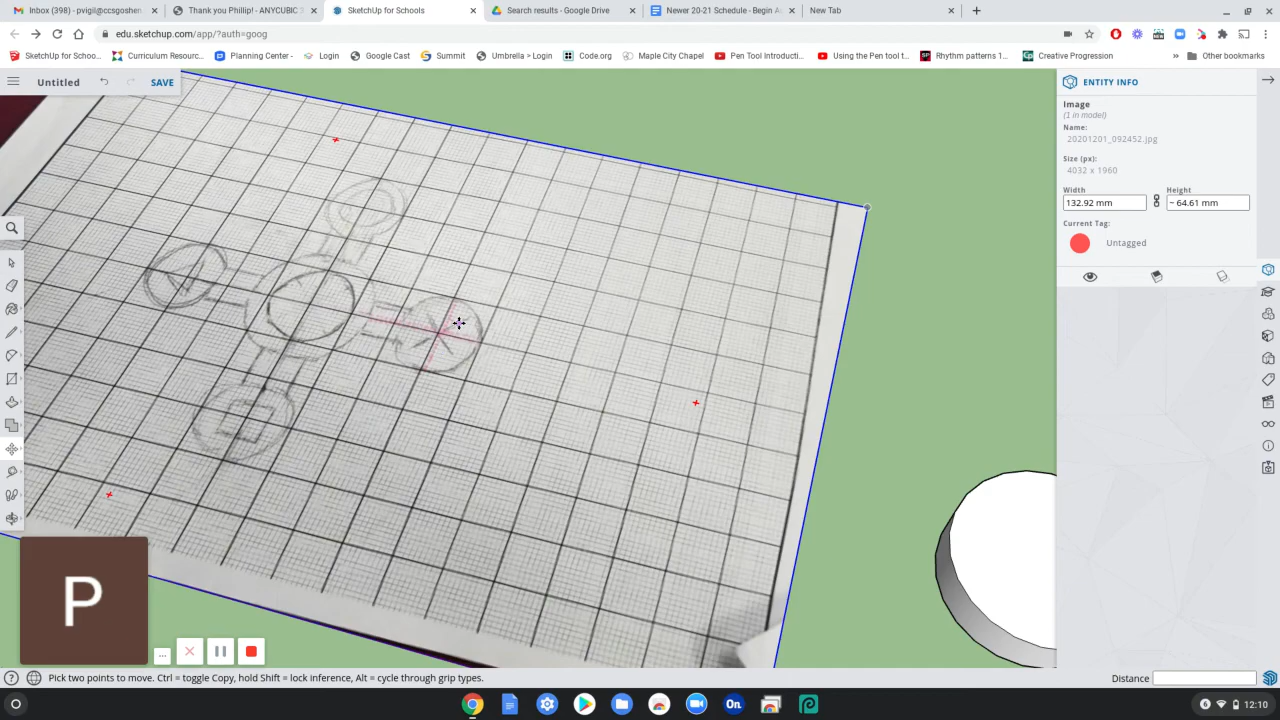 Inbox (398) - pvigil@ccsgoshen
Thank you Phillip! - ANYCUBIC 3
SketchUp for Schools
Search results - Google Drive
Newer 20-21 Schedule - Begin A
New Tab
edu.sketchup.com/app/?auth=goog
SketchUp for Schoo...
Curriculum Resourc...
Planning Center -
Login
Google Cast
Summit
Umbrella > Login
Code.org
Maple City Chapel
Pen Tool Introducti...
Using the Pen tool t...
Rhythm patterns 1...
Creative Progression
»
Other bookmarks
Untitled
SAVE
ENTITY INFO
Image
(1 in model)
Name:
20201201_092452.jpg
Size (px):
4032 x 1960
Width
Height
132.92 mm
~ 64.61 mm
Current Tag:
Untagged
P
...
Pick two points to move. Ctrl = toggle Copy, hold Shift = lock inference, Alt = cycle through grip types.
Distance
On.
6
12:10